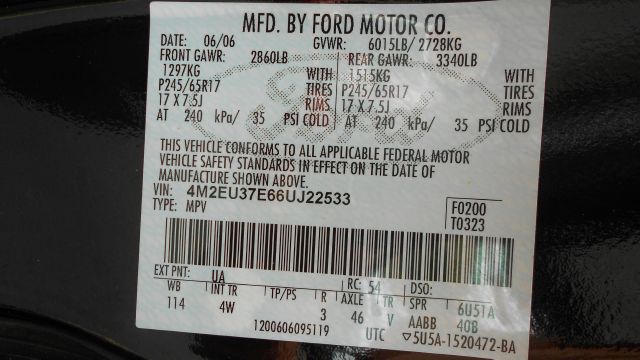 MFD. BY FORD MOTOR CO.
DATE: 06/06 GVWR: 6015LB/ 2728KG
FRONT GAWR: 2860LB REAR GAWR: 3340LB
1297KG WITH 1515KG WITH
P245/65R17 TIRES P245/65R17 TIRES
17 X 7.5J RIMS 17 X 7.5J RIMS
AT 240 kPa/ 35 PSI COLD AT 240 kPa/ 35 PSI COLD
THIS VEHICLE CONFORMS TO ALL APPLICABLE FEDERAL MOTOR
VEHICLE SAFETY STANDARDS IN EFFECT ON THE DATE OF
MANUFACTURE SHOWN ABOVE.
VIN: 4M2EU37E66UJ22533
TYPE: MPV F0200
T0323
EXT PNT: UA RC: 54 DSO:
WB INT TR TP/PS R AXLE TR SPR 6U51A
114 4W 3 46 V AABB 40B
1200606095119 UTC ▽5U5A-1520472-BA